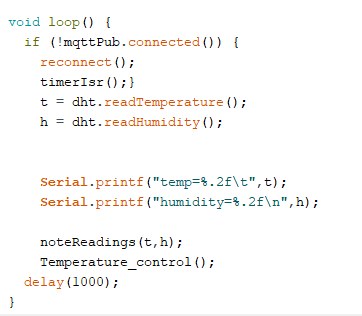 void loop() {
  if (!mqttPub.connected()) {
    reconnect();
    timerIsr();}
    t = dht.readTemperature();
    h = dht.readHumidity();
    Serial.printf("temp=%.2f\t",t);
    Serial.printf("humidity=%.2f\n",h);
    noteReadings(t,h);
    Temperature_control();
  delay(1000);
}